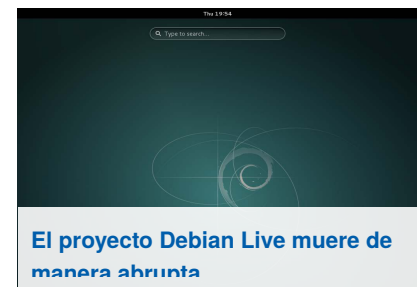 Thu 19:54
Type to search...
El proyecto Debian Live muere de
manera abrupta